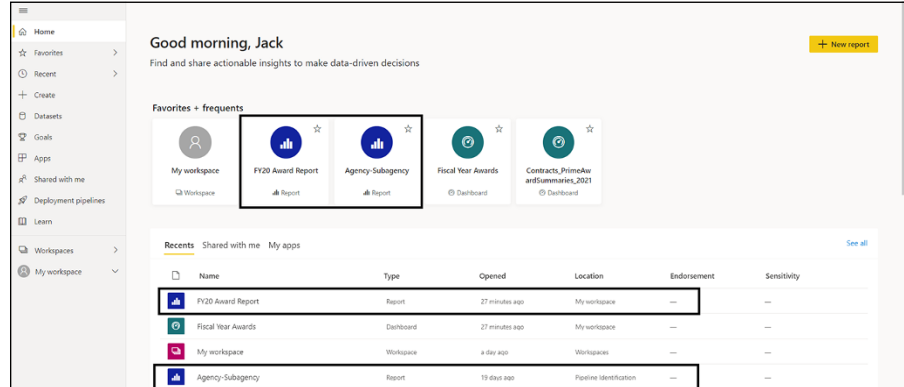 Home
Favorites
Recent
Create
Datasets
Goals
Apps
Shared with me
Deployment pipelines
Learn
Workspaces
My workspace
Good morning, Jack
Find and share actionable insights to make data-driven decisions
New report
Favorites + frequents
My workspace
Workspace
FY20 Award Report
Report
Agency-Subagency
Report
Fiscal Year Awards
Dashboard
Contracts_PrimeAw
ardSummaries_2021
Dashboard
Recents Shared with me My apps See all
Name Type Opened Location Endorsement Sensitivity
FY20 Award Report Report 27 minutes ago My workspace — —
Fiscal Year Awards Dashboard 27 minutes ago My workspace — —
My workspace Workspace a day ago Workspaces — —
Agency-Subagency Report 19 days ago Pipeline Identification — —